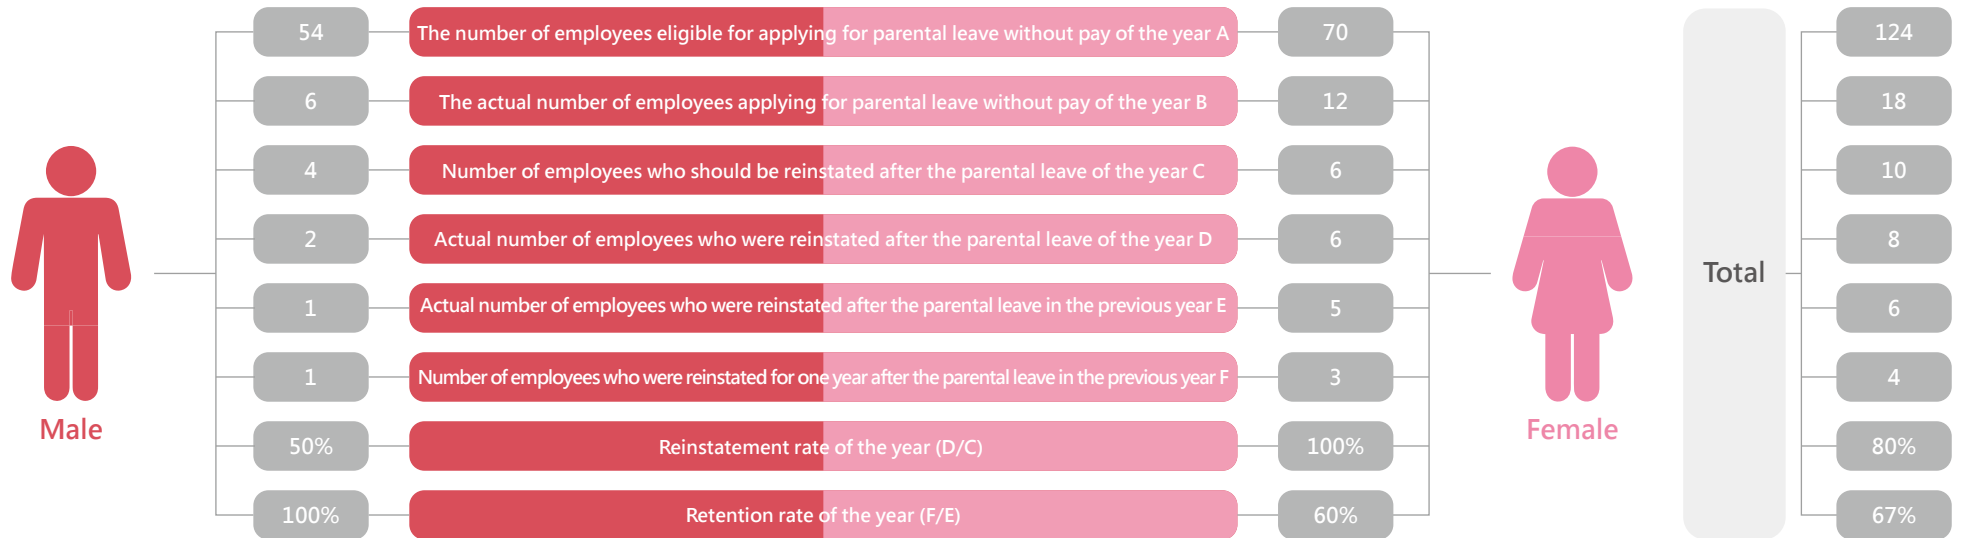 54 The number of employees eligible for applying for parental leave without pay of the year A 70 124
6 The actual number of employees applying for parental leave without pay of the year B 12 18
4 Number of employees who should be reinstated after the parental leave of the year C 6 10
2 Actual number of employees who were reinstated after the parental leave of the year D 6 8
Total
1 Actual number of employees who were reinstated after the parental leave in the previous year E 5 6
1 Number of employees who were reinstated for one year after the parental leave in the previous year F 3 4
Male Female
50% Reinstatement rate of the year (D/C) 100% 80%
100% Retention rate of the year (F/E) 60% 67%